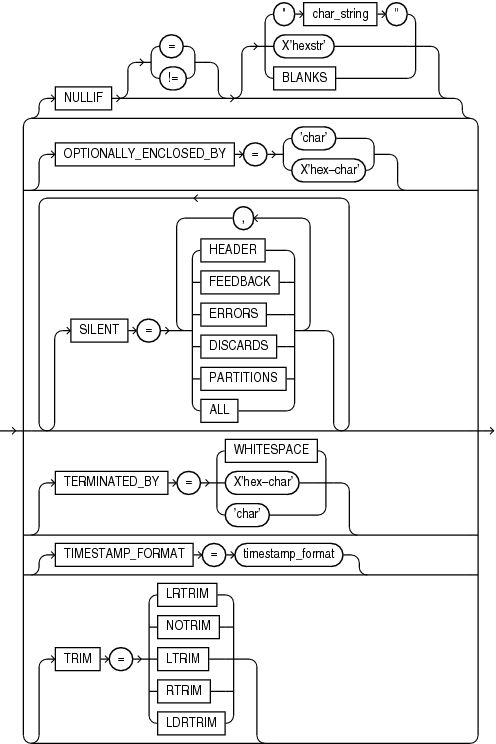 ' char_string "
= X'hexstr'
!= BLANKS
NULLIF
'char'
OPTIONALLY_ENCLOSED_BY =
X'hex–char'
,
HEADER
FEEDBACK
ERRORS
SILENT =
DISCARDS
PARTITIONS
ALL
WHITESPACE
TERMINATED_BY = X'hex–char'
'char'
TIMESTAMP_FORMAT = timestamp_format
LRTRIM
NOTRIM
TRIM = LTRIM
RTRIM
LDRTRIM